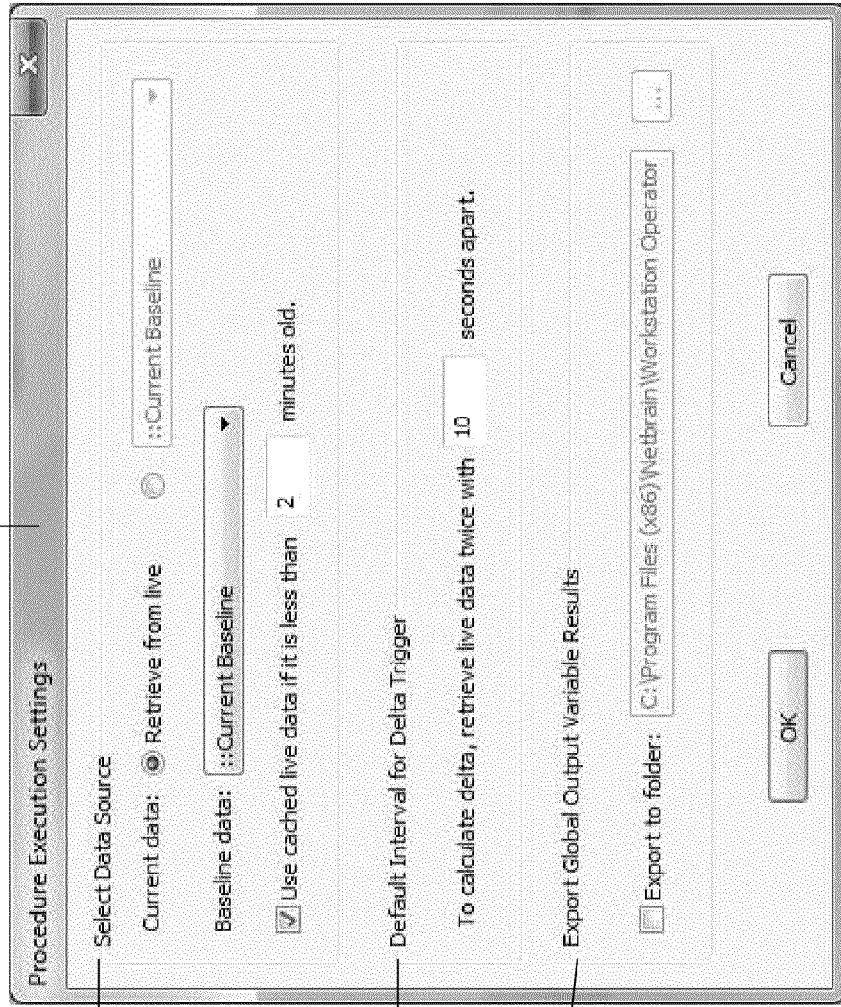 Procedure Execution Settings X
Select Data Source
Current data: Retrieve from live ::Current Baseline
Baseline data: ::Current Baseline
Use cached live data if it is less than 2 minutes old.
Default Interval for Delta Trigger
To calculate delta, retrieve live data twice with 10 seconds apart.
Export Global Output Variable Results
Export to folder: C:\Program Files (x86)\Netbrain\Workstation Operator ...
OK Cancel